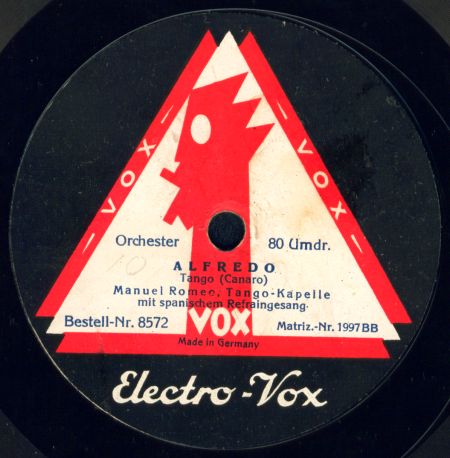 VOX
VOX
Orchester 80 Umdr.
ALFREDO
Tango (Canaro)
Manuel Romeo, Tango-Kapelle
mit spanischem Refraingesang.
Bestell-Nr. 8572 VOX Matriz.-Nr. 1997 BB
Made in Germany
Electro-Vox